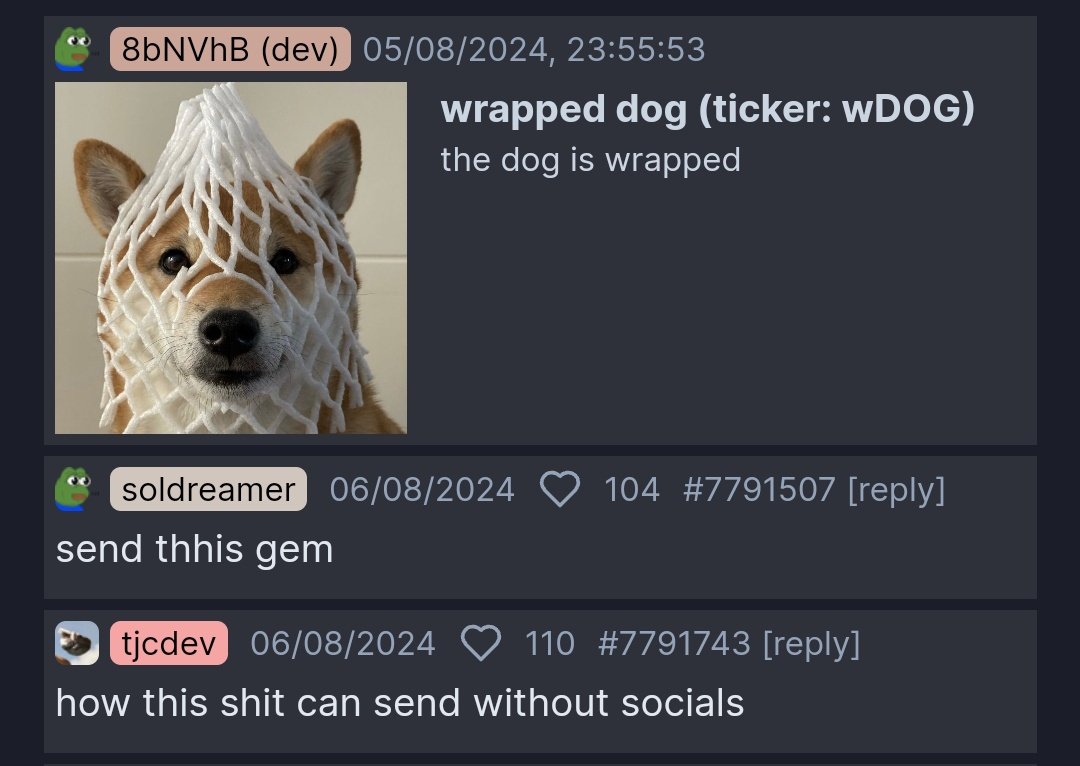 8bNVhB (dev) 05/08/2024, 23:55:53
wrapped dog (ticker: wDOG)
the dog is wrapped
soldreamer 06/08/2024 104 #7791507 [reply]
send thhis gem
tjcdev 06/08/2024 110 #7791743 [reply]
how this shit can send without socials